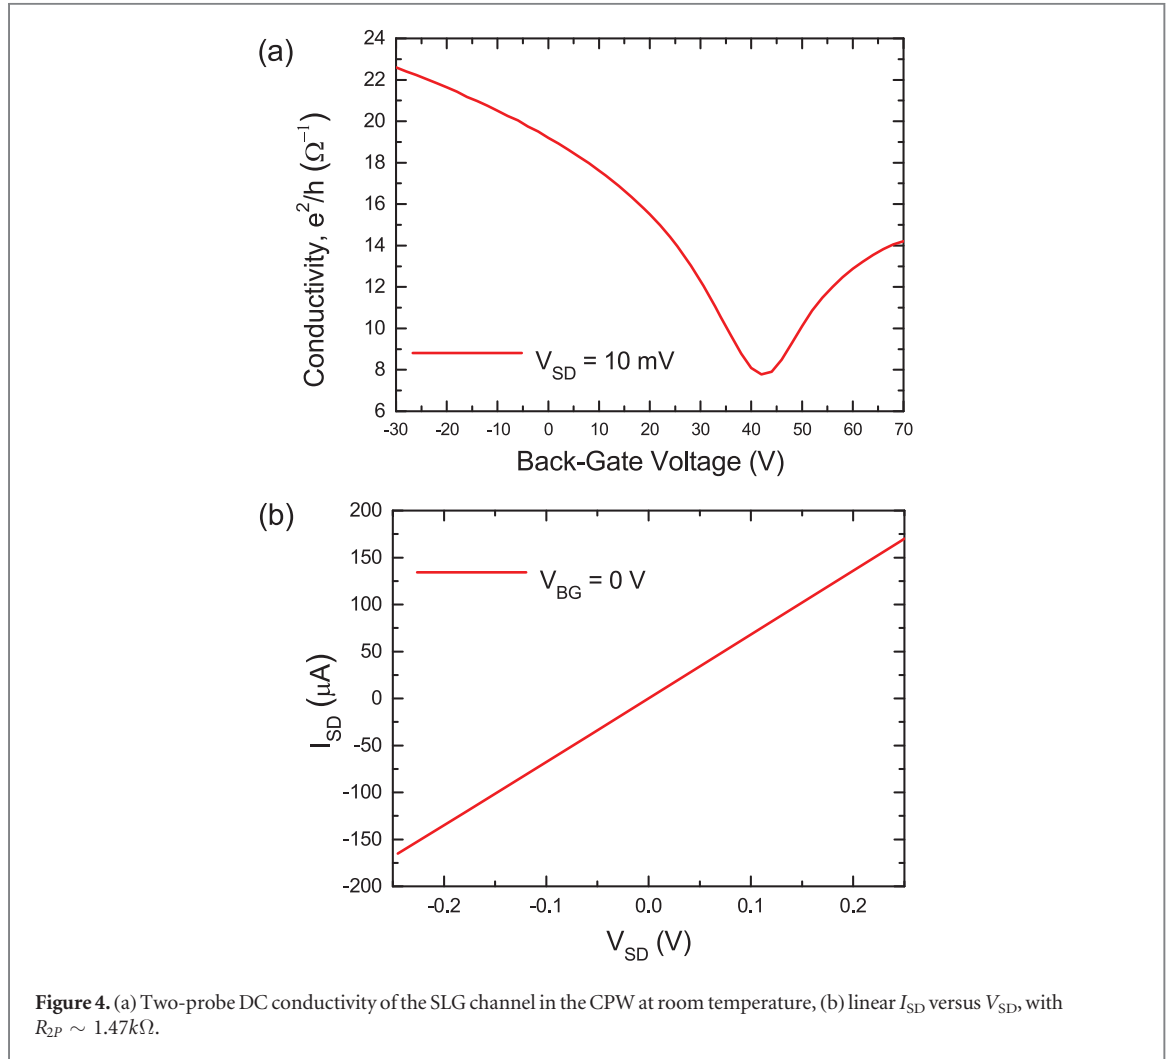 (a)
24
22
20
18
16
14
12
10
8
6
Conductivity, e²/h (Ω⁻¹)
V_SD = 10 mV
-30 -20 -10 0 10 20 30 40 50 60 70
Back-Gate Voltage (V)
(b)
200
150
100
50
0
-50
-100
-150
-200
I_SD (μA)
V_BG = 0 V
-0.2 -0.1 0.0 0.1 0.2
V_SD (V)
Figure 4. (a) Two-probe DC conductivity of the SLG channel in the CPW at room temperature, (b) linear I_SD versus V_SD, with
R_2P ∼ 1.47kΩ.